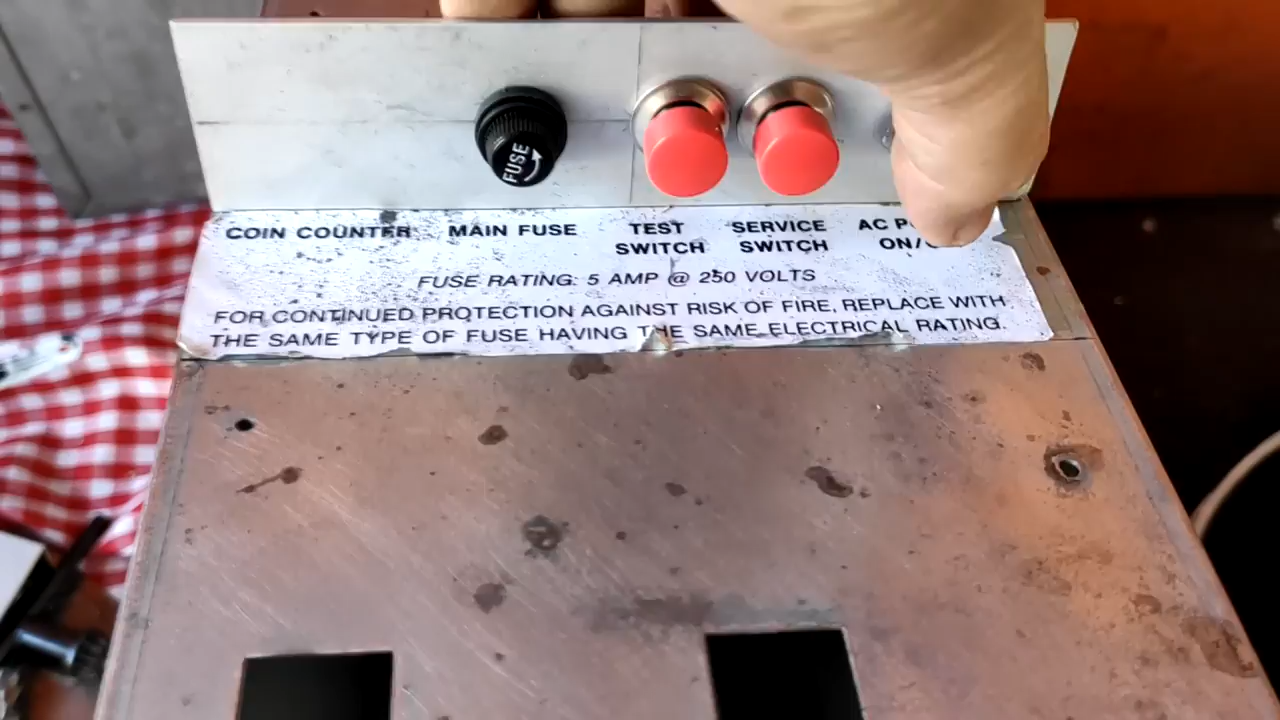 FUSE
COIN COUNTER MAIN FUSE TEST SWITCH SERVICE SWITCH AC
ON/
FUSE RATING: 5 AMP @ 250 VOLTS
FOR CONTINUED PROTECTION AGAINST RISK OF FIRE, REPLACE WITH
THE SAME TYPE OF FUSE HAVING THE SAME ELECTRICAL RATING.